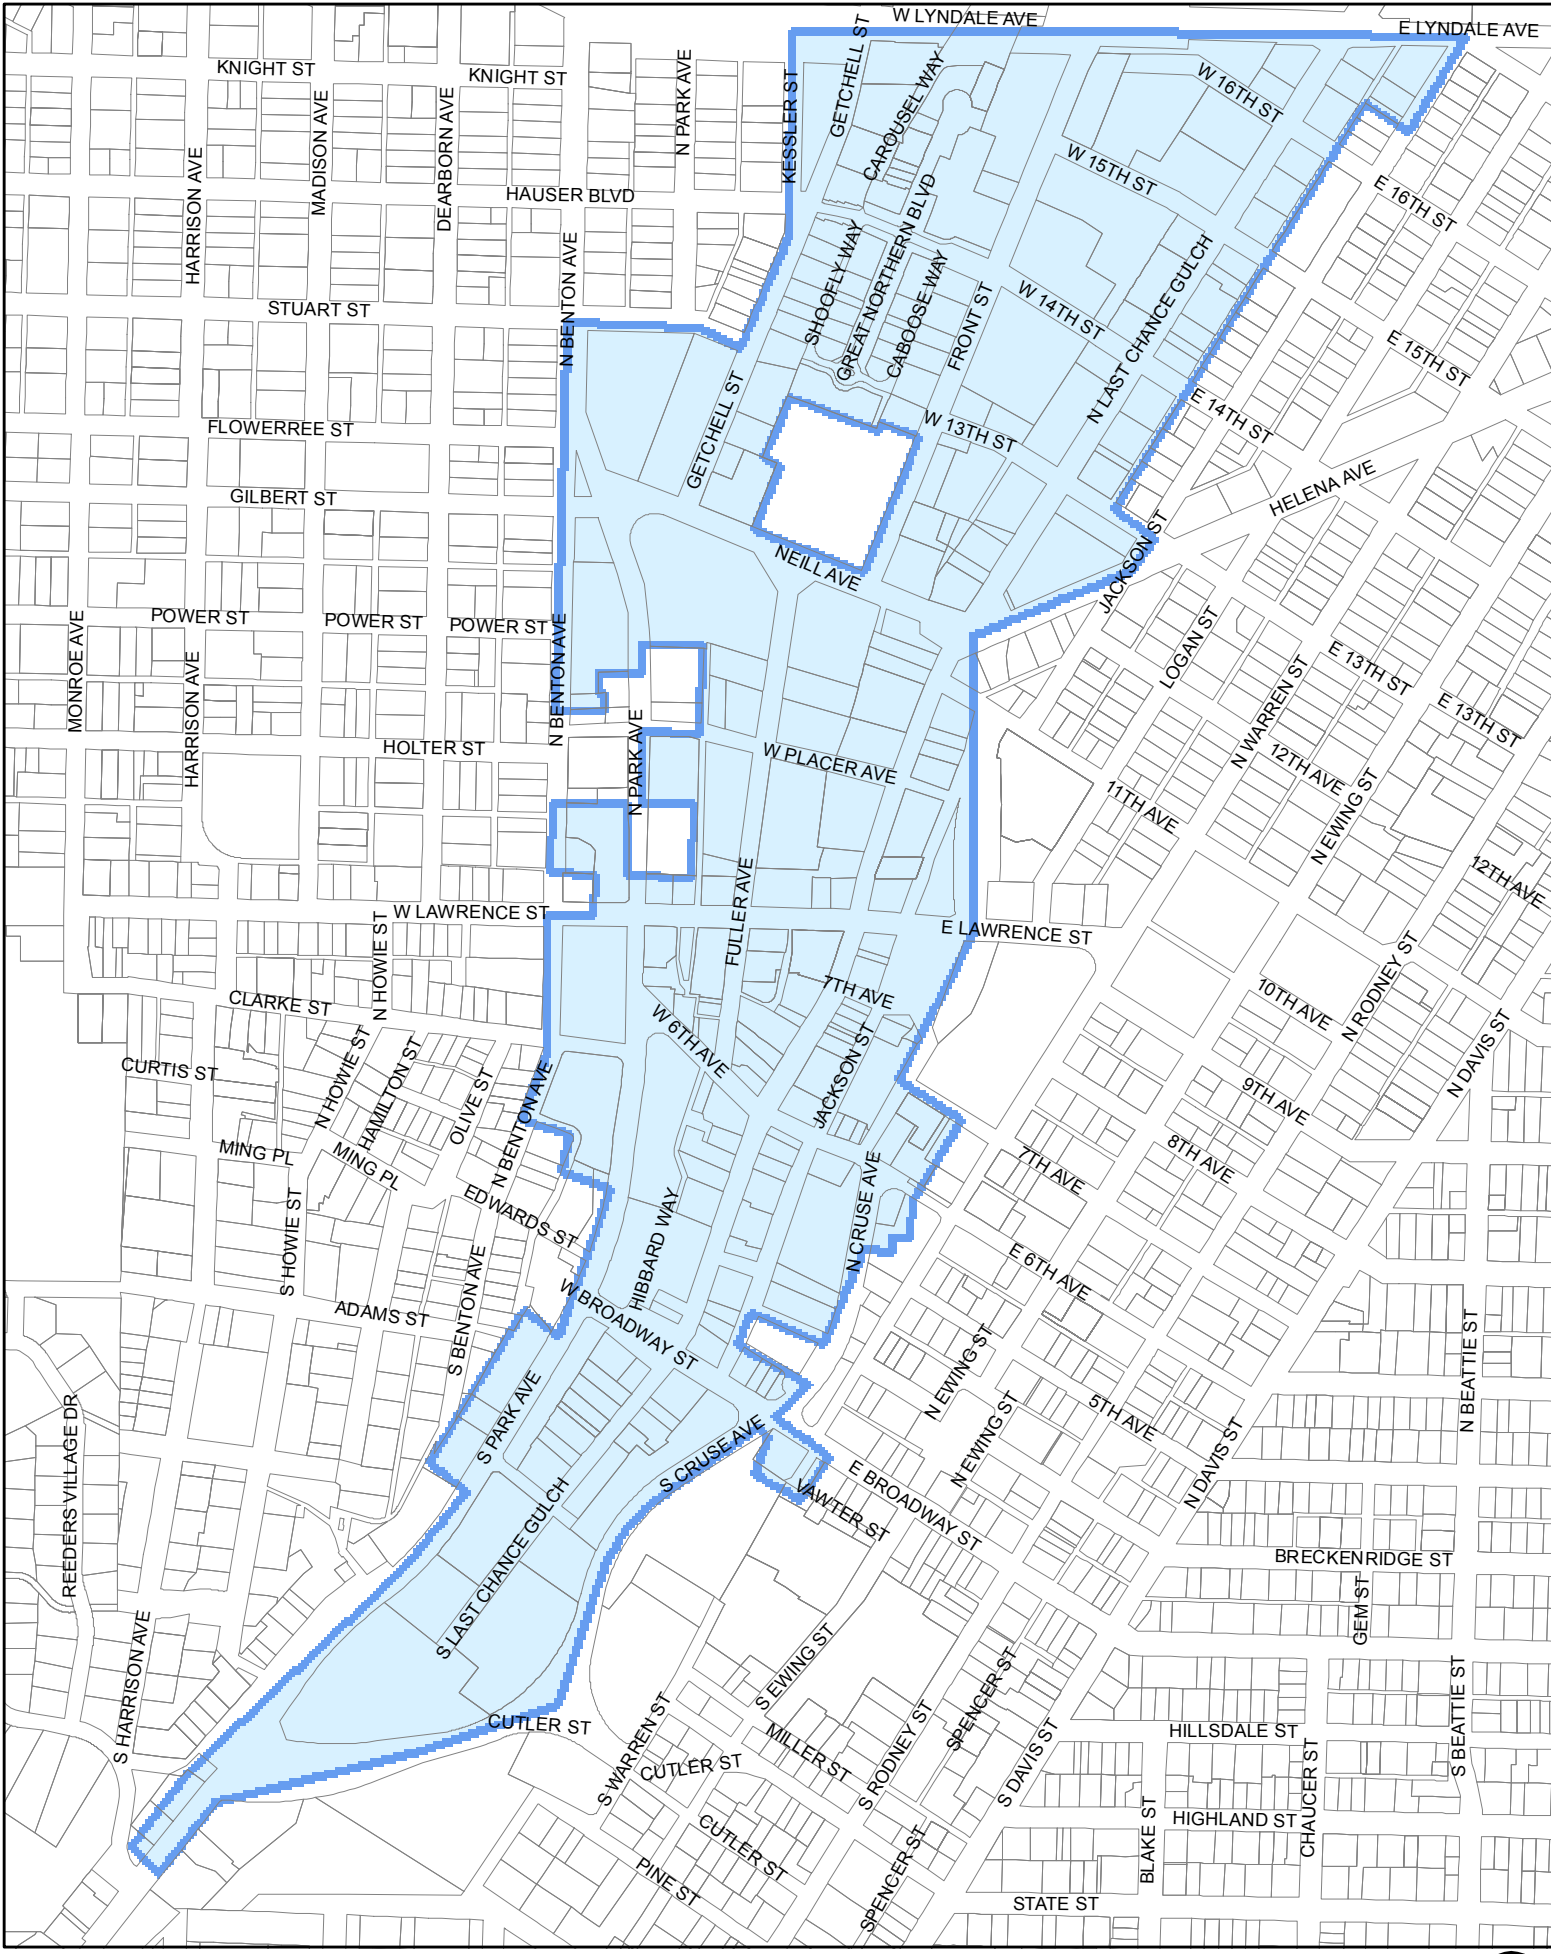 W LYNDALE AVE
E LYNDALE AVE
KNIGHT ST
KNIGHT ST
N PARK AVE
KESSLER ST
GETCHELL ST
CAROUSEL WAY
W 16TH ST
MADISON AVE
DEARBORN AVE
HARRISON AVE
W 15TH ST
E 16TH ST
HAUSER BLVD
N BENTON AVE
SHOOFLY WAY
GREAT NORTHERN BLVD
CABOOSE WAY
FRONT ST
W 14TH ST
N LAST CHANCE GULCH
STUART ST
E 15TH ST
GETCHELL ST
W 13TH ST
E 14TH ST
FLOWERREE ST
GILBERT ST
HELENA AVE
NEILL AVE
JACKSON ST
MONROE AVE
POWER ST
POWER ST
POWER ST
HARRISON AVE
N BENTON AVE
LOGAN ST
N WARREN ST
E 13TH ST
E 13TH ST
HOLTER ST
N PARK AVE
W PLACER AVE
11TH AVE
12TH AVE
N EWING ST
12TH AVE
FULLER AVE
W LAWRENCE ST
E LAWRENCE ST
N HOWIE ST
CLARKE ST
7TH AVE
10TH AVE
N RODNEY ST
N DAVIS ST
CURTIS ST
N HOWIE ST
HAMILTON ST
OLIVE ST
N BENTON AVE
W 6TH AVE
JACKSON ST
9TH AVE
MING PL
MING PL
8TH AVE
7TH AVE
S HOWIE ST
EDWARDS ST
HIBBARD WAY
N CRUSE AVE
E 6TH AVE
ADAMS ST
S BENTON AVE
W BROADWAY ST
N EWING ST
N BEATTIE ST
REEDERS VILLAGE DR
S PARK AVE
S CRUSE AVE
N EWING ST
5TH AVE
N DAVIS ST
E BROADWAY ST
VAWTER ST
S LAST CHANCE GULCH
BRECKENRIDGE ST
GEM ST
S HARRISON AVE
S EWING ST
SPENCER ST
S BEATTIE ST
CUTLER ST
S WARREN ST
CUTLER ST
MILLER ST
S RODNEY ST
S DAVIS ST
HILLSDALE ST
CHAUCER ST
BLAKE ST
HIGHLAND ST
CUTLER ST
PINE ST
SPENCER ST
STATE ST